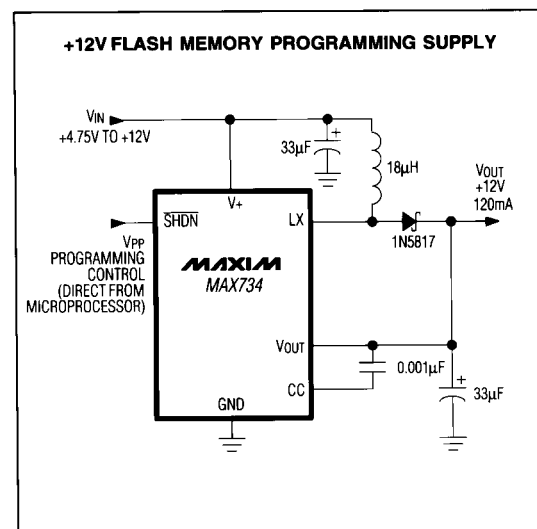 +12V FLASH MEMORY PROGRAMMING SUPPLY
VIN
+4.75V TO +12V
33µF
+
18µH
VOUT
+12V
120mA
V+
SHDN
LX
1N5817
VPP
PROGRAMMING
CONTROL
(DIRECT FROM
MICROPROCESSOR)
MAXIM
MAX734
VOUT
0.001µF
CC
+
33µF
GND